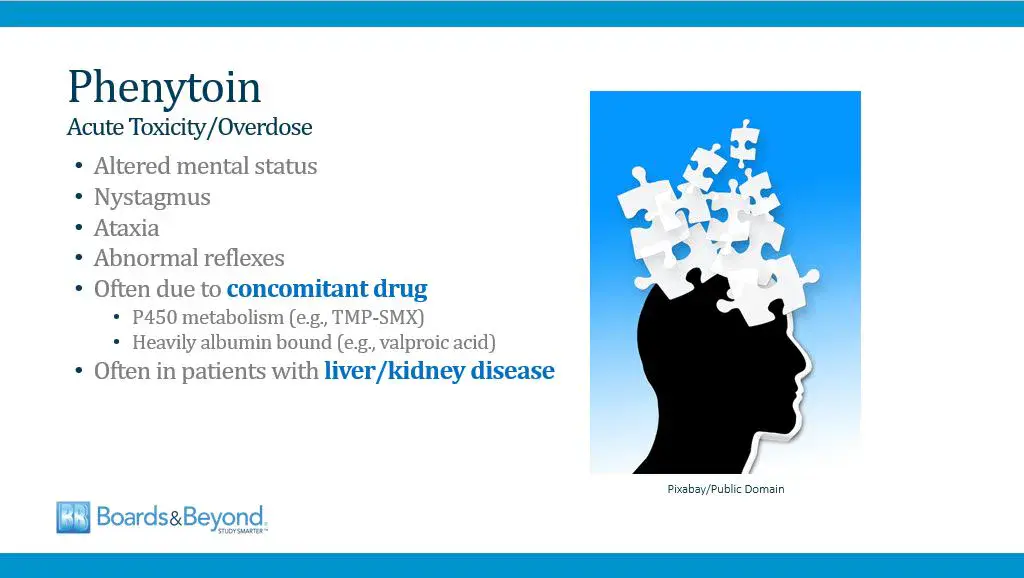 Phenytoin
Acute Toxicity/Overdose
• Altered mental status
• Nystagmus
• Ataxia
• Abnormal reflexes
• Often due to concomitant drug
• P450 metabolism (e.g., TMP-SMX)
• Heavily albumin bound (e.g., valproic acid)
• Often in patients with liver/kidney disease
Pixabay/Public Domain
BB Boards&Beyond.
STUDY SMARTER™